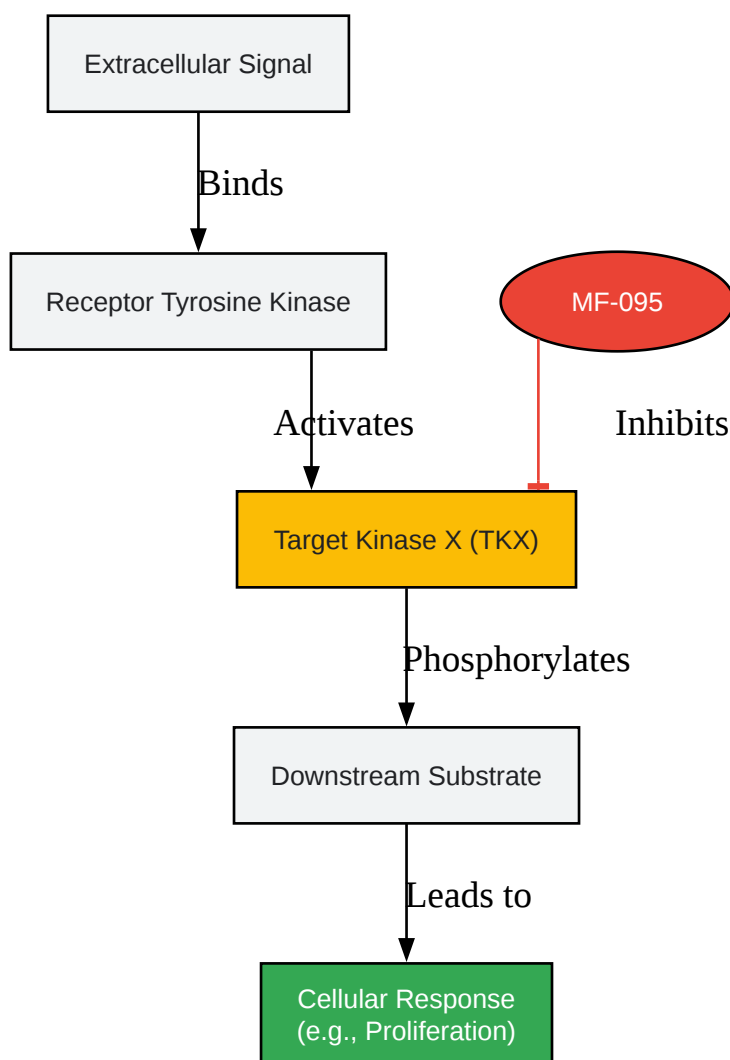 Extracellular Signal
Binds
Receptor Tyrosine Kinase
MF-095
Activates
Inhibits
Target Kinase X (TKX)
Phosphorylates
Downstream Substrate
Leads to
Cellular Response
(e.g., Proliferation)